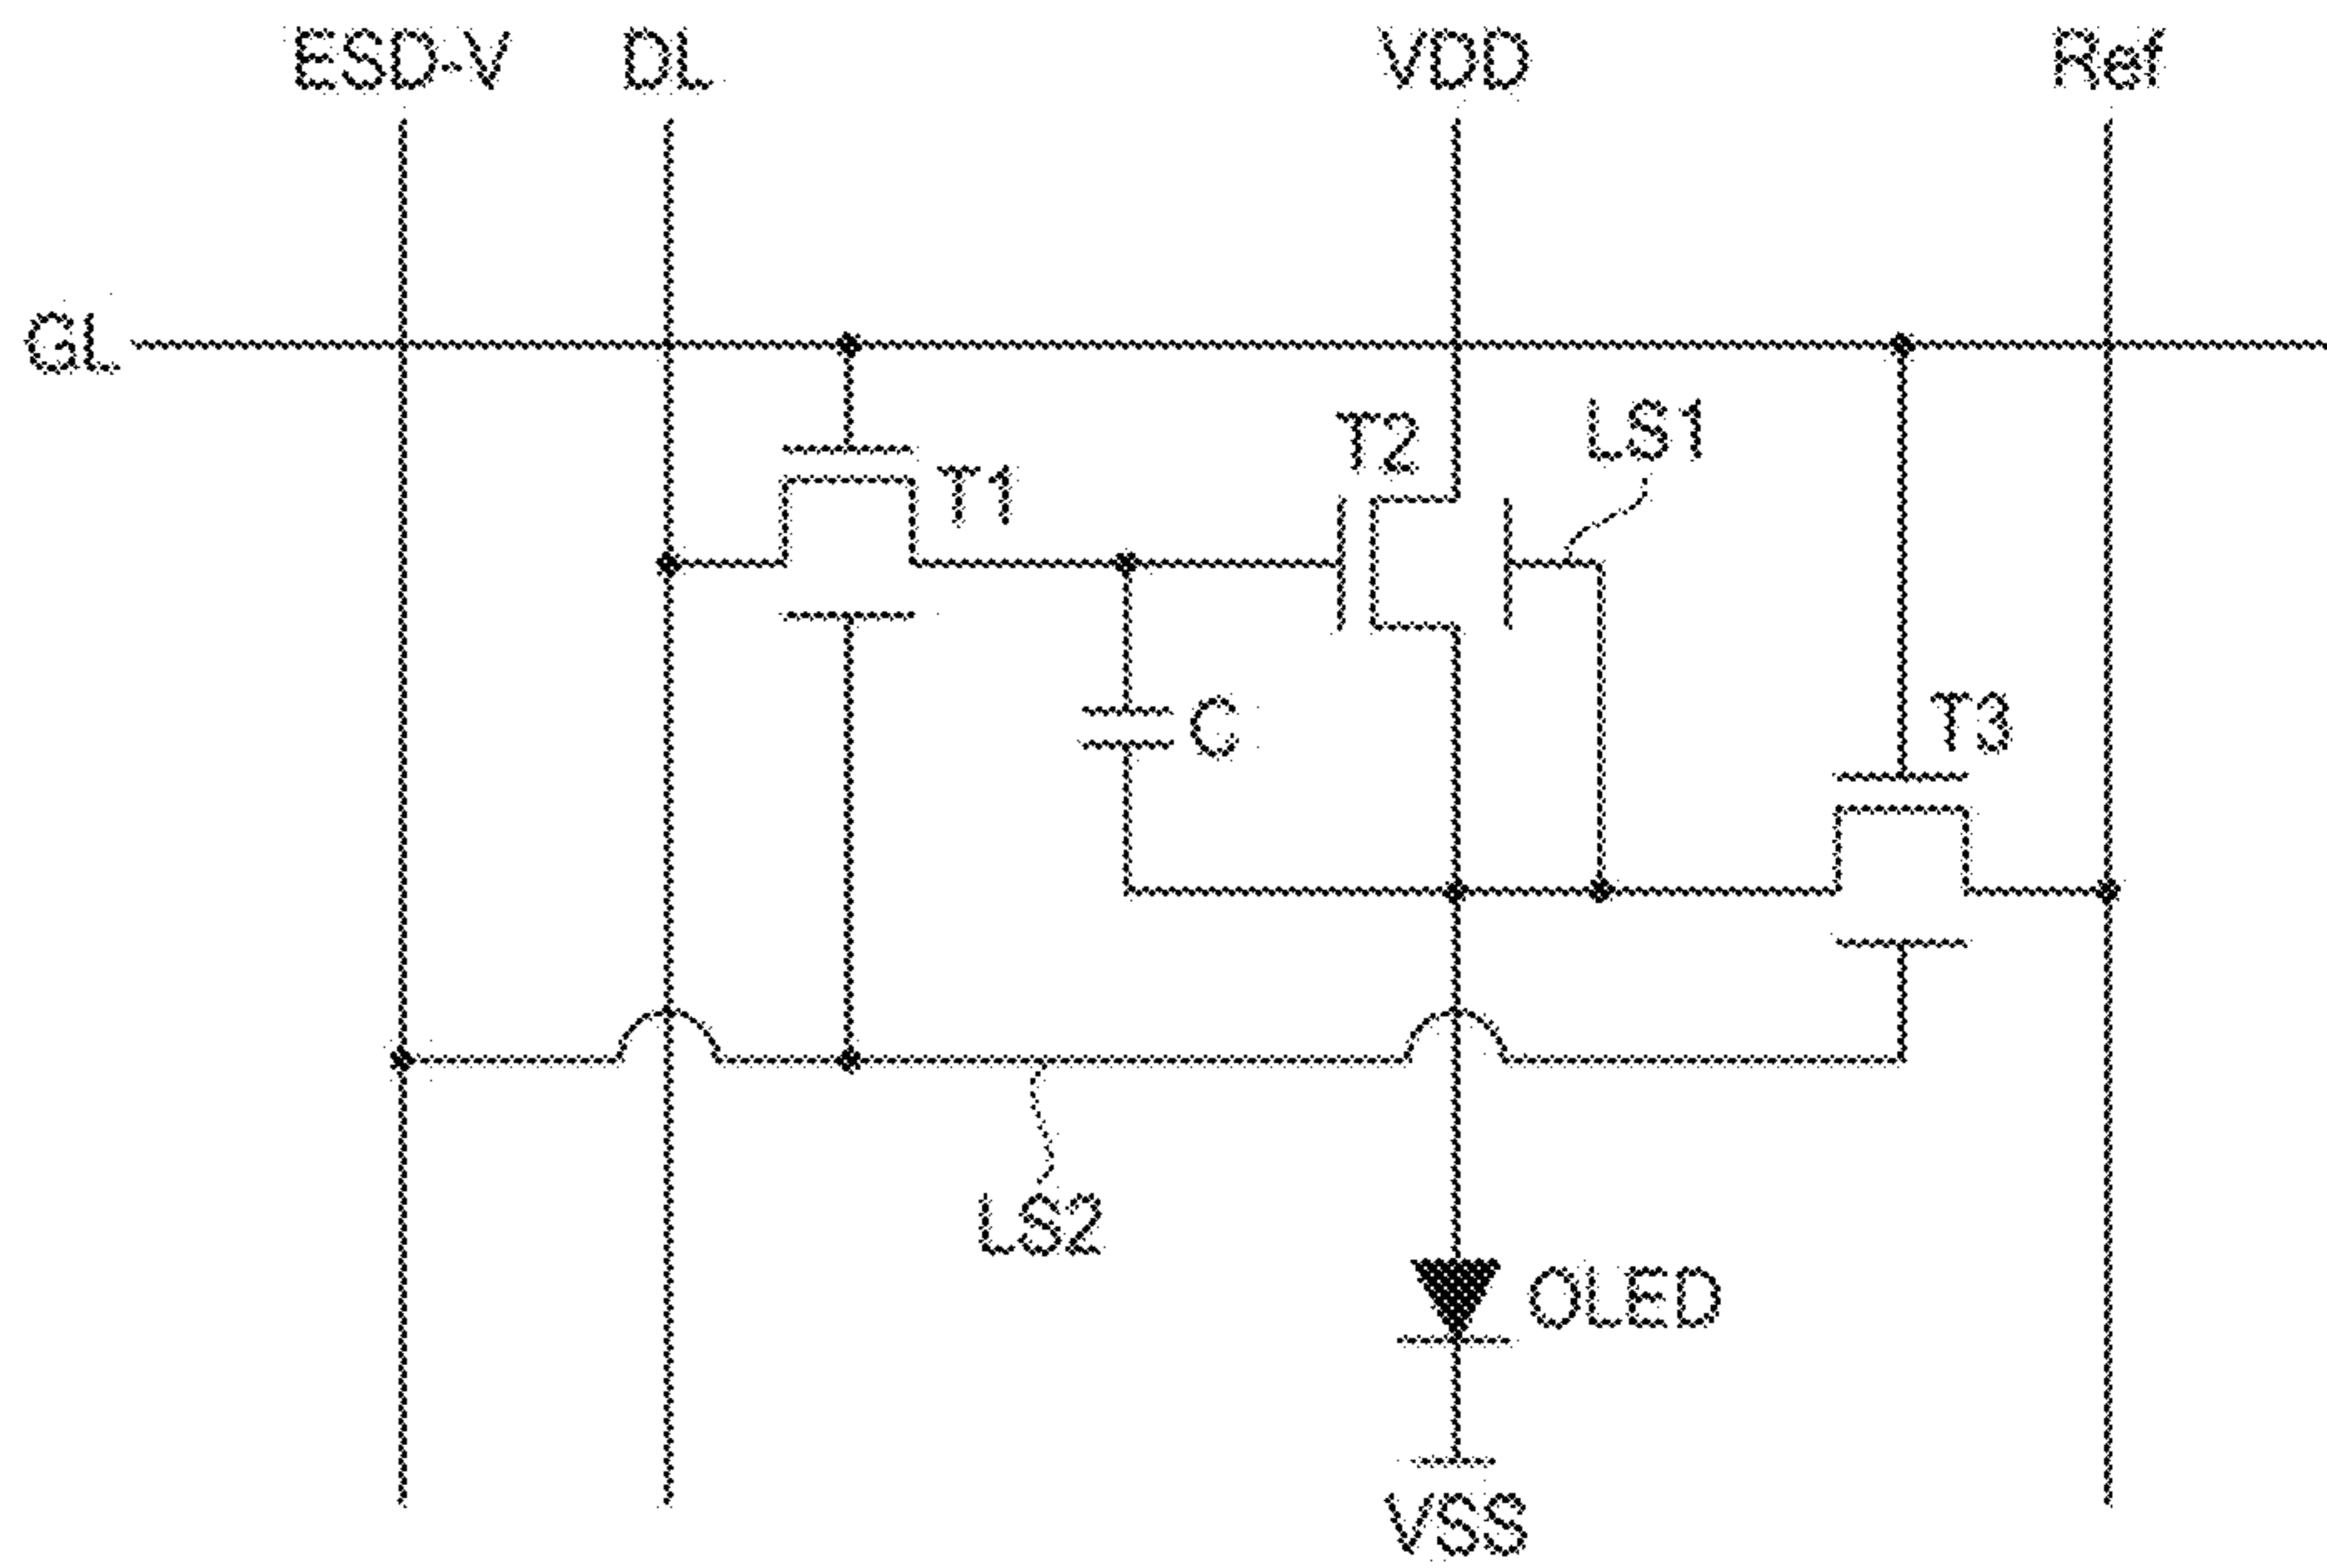 ESD-V DL VDD Ref
GL
T2 LS1
T1
C T3
LS2
OLED
VSS